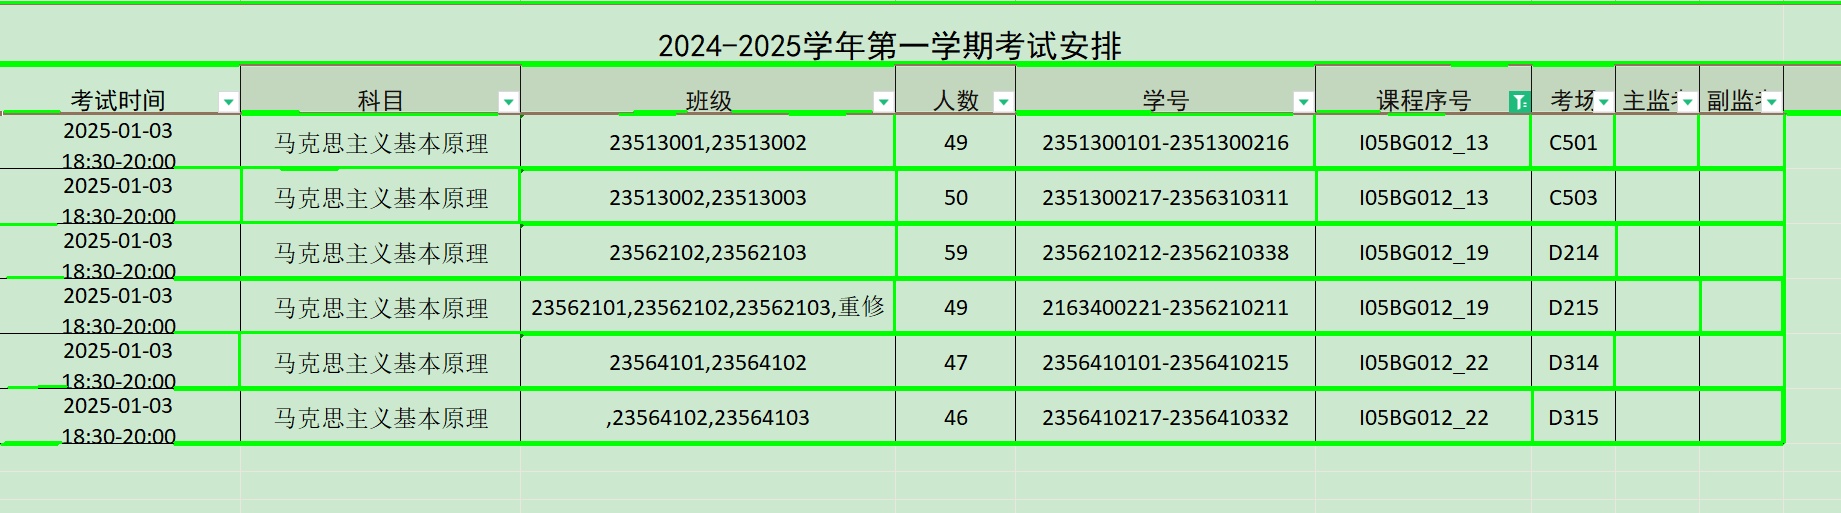 2024-2025学年第一学期考试安排
考试时间 科目 班级 人数 学号 课程序号 考场 主监 副监
2025-01-03
18:30-20:00 马克思主义基本原理 23513001,23513002 49 2351300101-2351300216 I05BG012_13 C501
2025-01-03
18:30-20:00 马克思主义基本原理 23513002,23513003 50 2351300217-2356310311 I05BG012_13 C503
2025-01-03
18:30-20:00 马克思主义基本原理 23562102,23562103 59 2356210212-2356210338 I05BG012_19 D214
2025-01-03
18:30-20:00 马克思主义基本原理 23562101,23562102,23562103,重修 49 2163400221-2356210211 I05BG012_19 D215
2025-01-03
18:30-20:00 马克思主义基本原理 23564101,23564102 47 2356410101-2356410215 I05BG012_22 D314
2025-01-03
18:30-20:00 马克思主义基本原理 ,23564102,23564103 46 2356410217-2356410332 I05BG012_22 D315